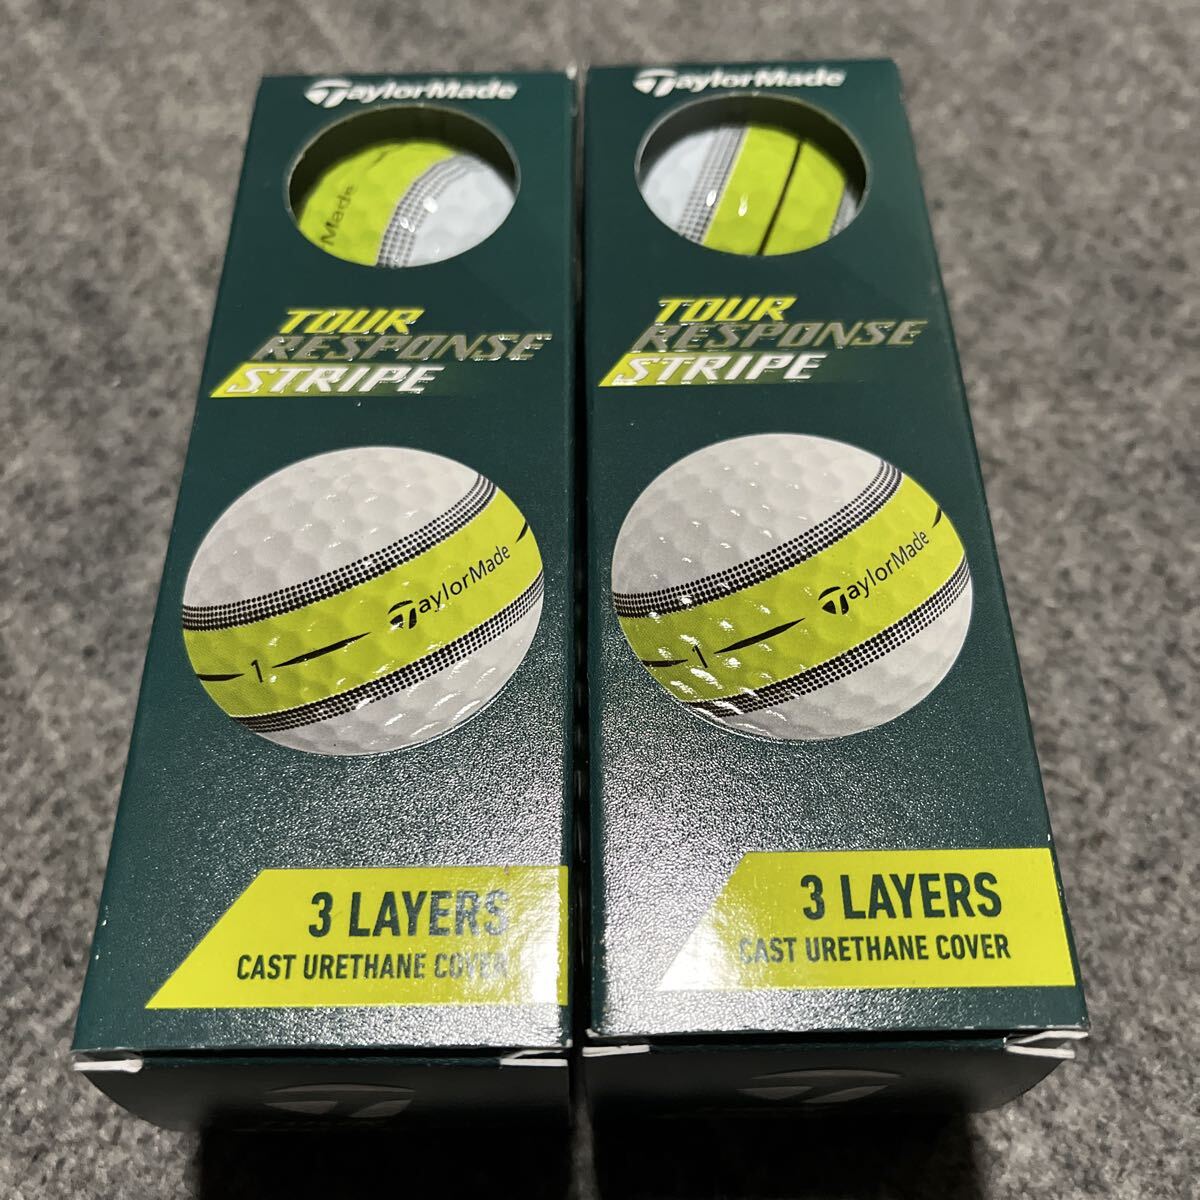 TaylorMade
Made
TOUR
RESPONSE
STRIPE
1
TaylorMade
3 LAYERS
CAST URETHANE COVER
TaylorMade
TOUR
RESPONSE
STRIPE
1
TaylorMade
3 LAYERS
CAST URETHANE COVER